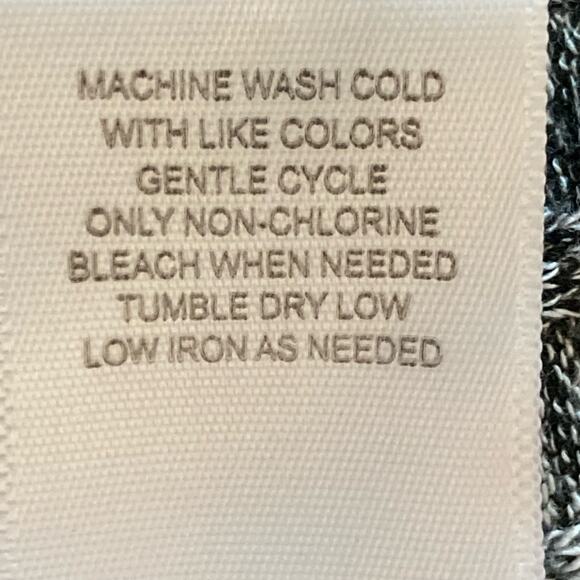 MACHINE WASH COLD
WITH LIKE COLORS
GENTLE CYCLE
ONLY NON-CHLORINE
BLEACH WHEN NEEDED
TUMBLE DRY LOW
LOW IRON AS NEEDED